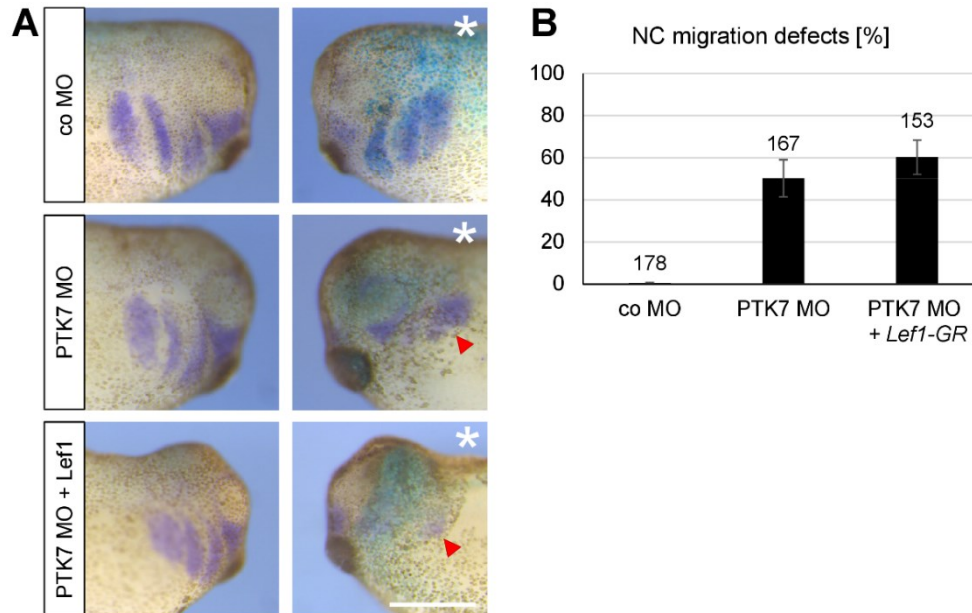 A
co MO
*
PTK7 MO
*
PTK7 MO + Lef1
*
B
NC migration defects [%]
100
80
60
40
20
0
178
167
153
co MO
PTK7 MO
PTK7 MO
+ Lef1-GR